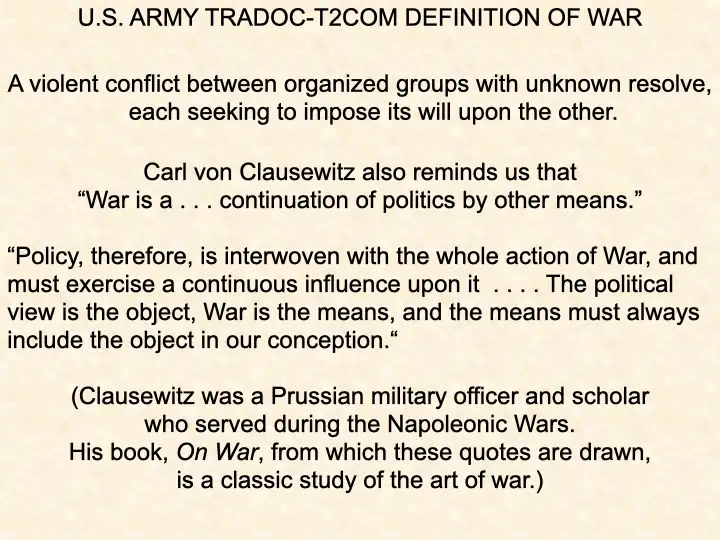 U.S. ARMY TRADOC-T2COM DEFINITION OF WAR
A violent conflict between organized groups with unknown resolve,
each seeking to impose its will upon the other.
Carl von Clausewitz also reminds us that
“War is a . . . continuation of politics by other means.”
“Policy, therefore, is interwoven with the whole action of War, and
must exercise a continuous influence upon it  . . . . The political
view is the object, War is the means, and the means must always
include the object in our conception.“
(Clausewitz was a Prussian military officer and scholar
who served during the Napoleonic Wars.
His book, On War, from which these quotes are drawn,
is a classic study of the art of war.)